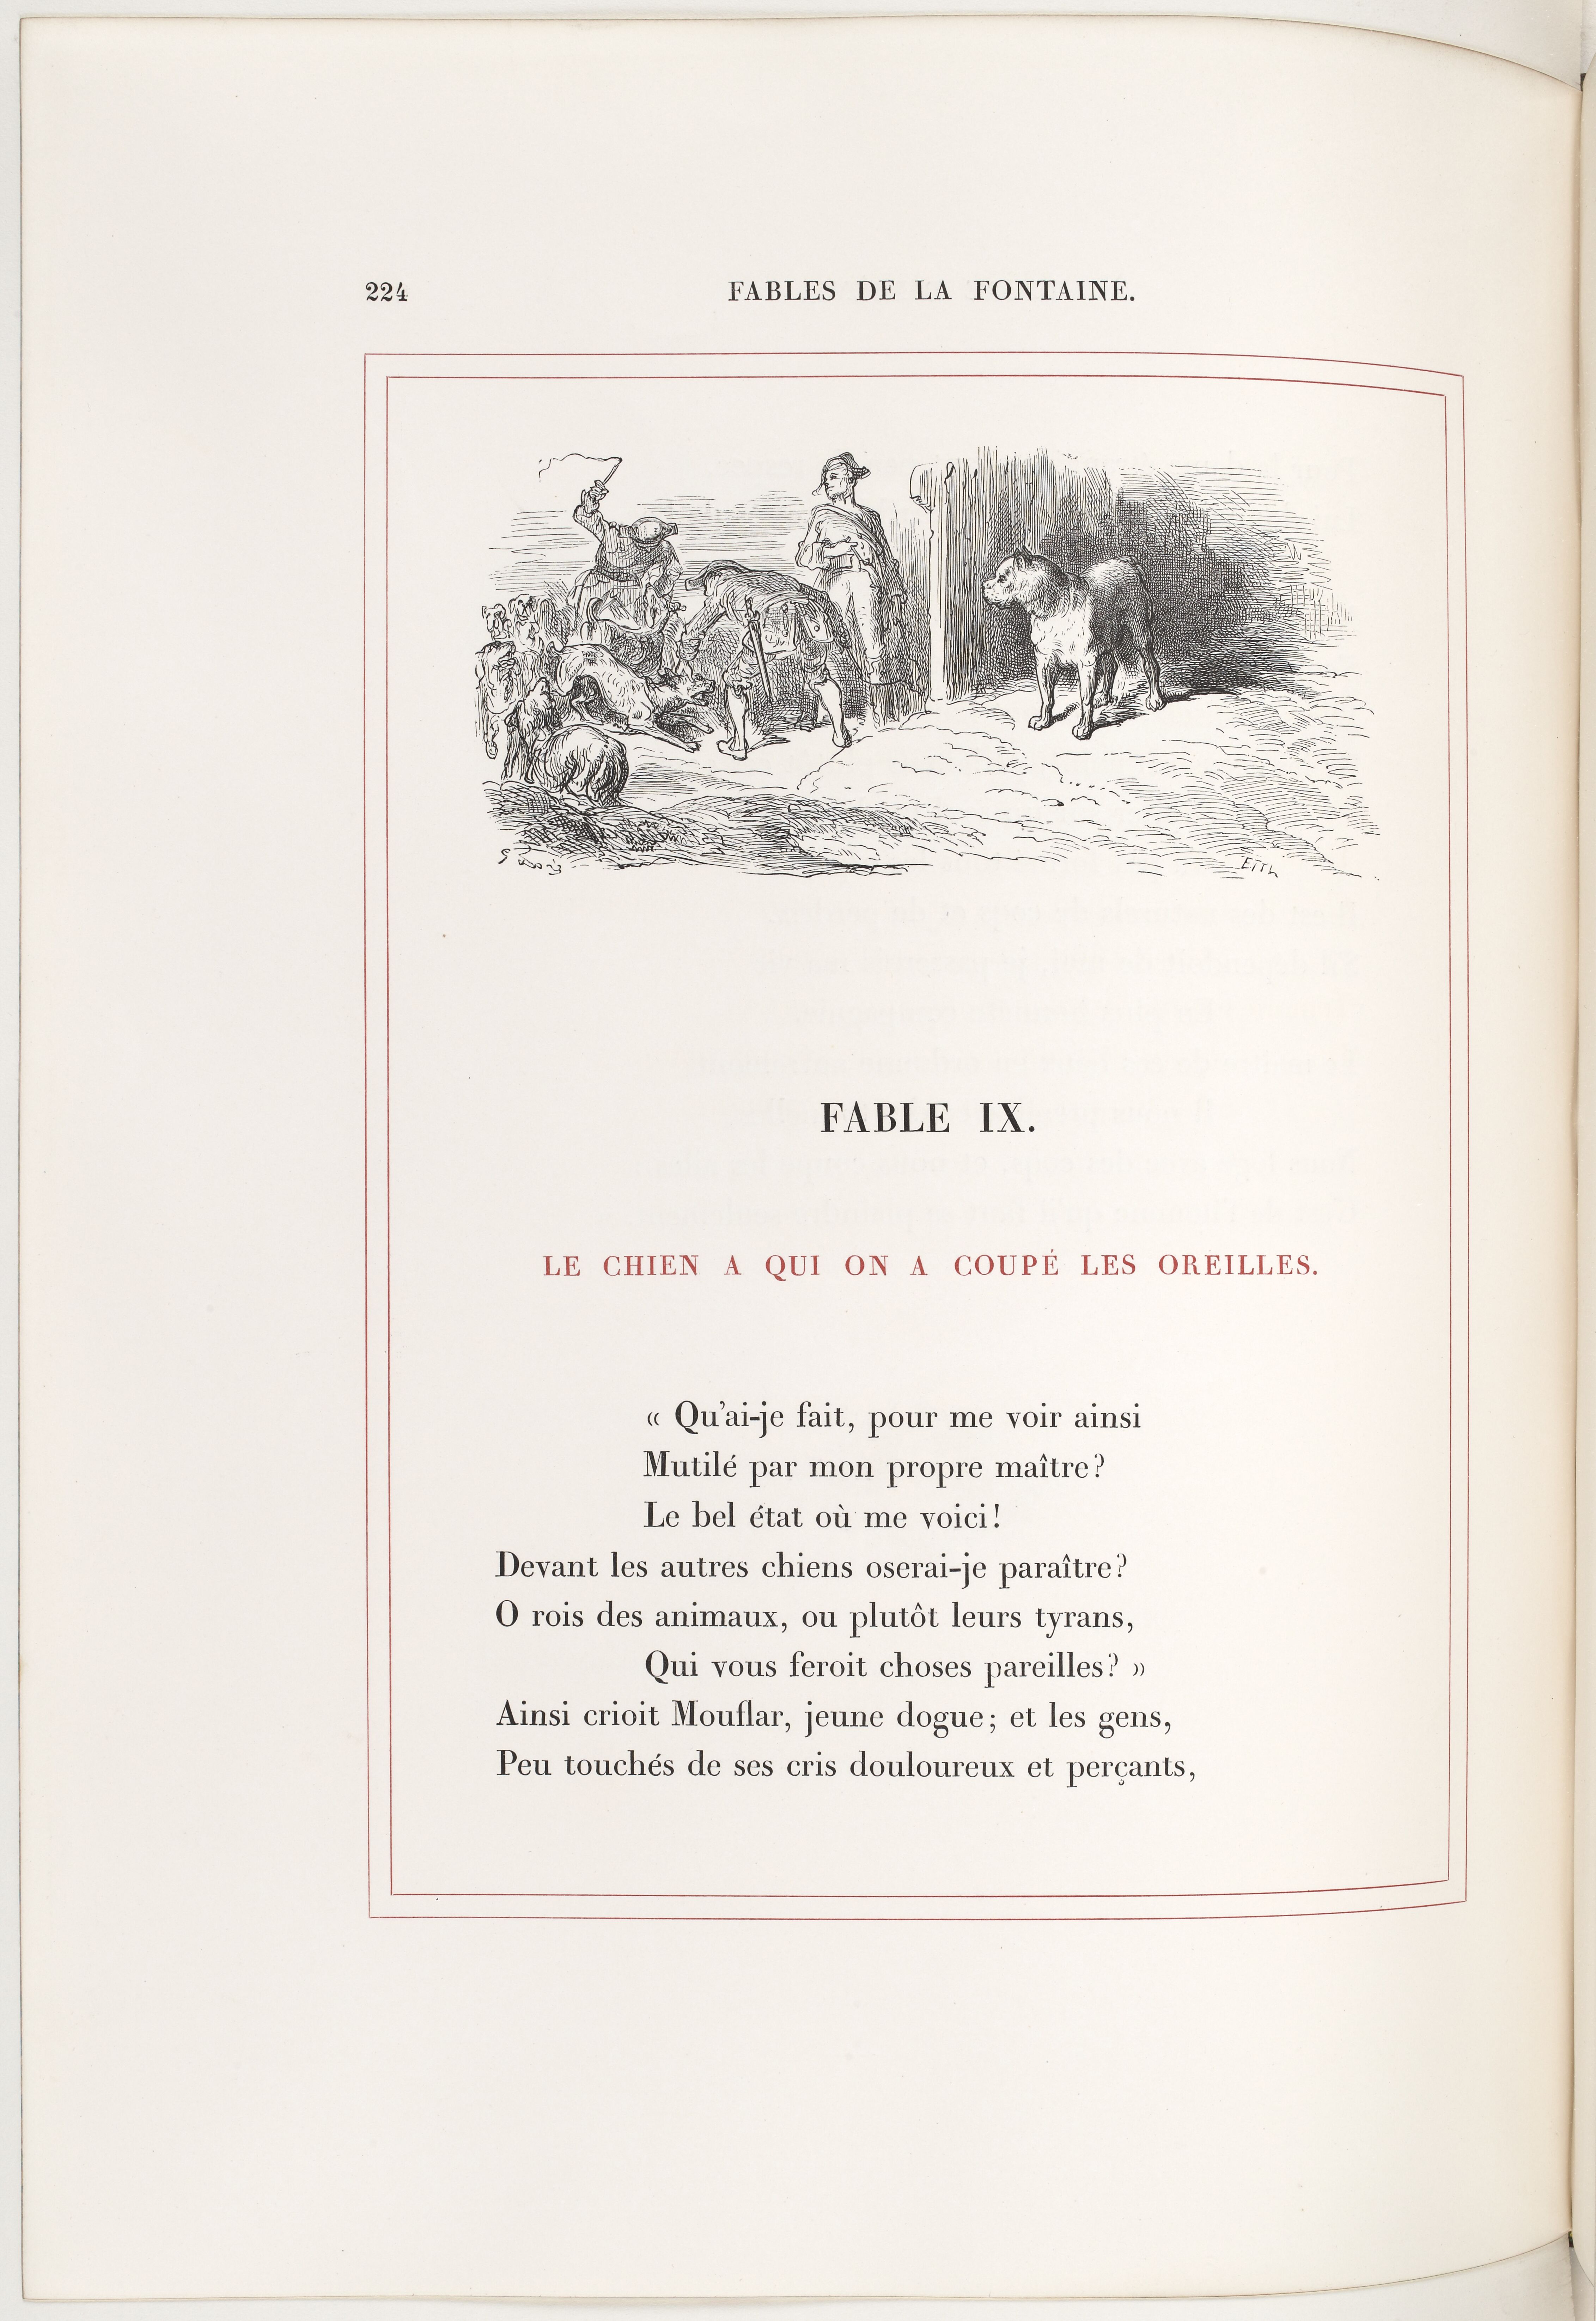 224
FABLES DE LA FONTAINE.
G Doré
FABLE IX.
LE CHIEN A QUI ON A COUPÉ LES OREILLES.
« Qu'ai-je fait, pour me voir ainsi
Mutilé par mon propre maître?
Le bel état où me voici!
Devant les autres chiens oserai-je paraître?
O rois des animaux, ou plutôt leurs tyrans,
Qui vous feroit choses pareilles? »
Ainsi crioit Mouflar, jeune dogue; et les gens,
Peu touchés de ses cris douloureux et perçants,